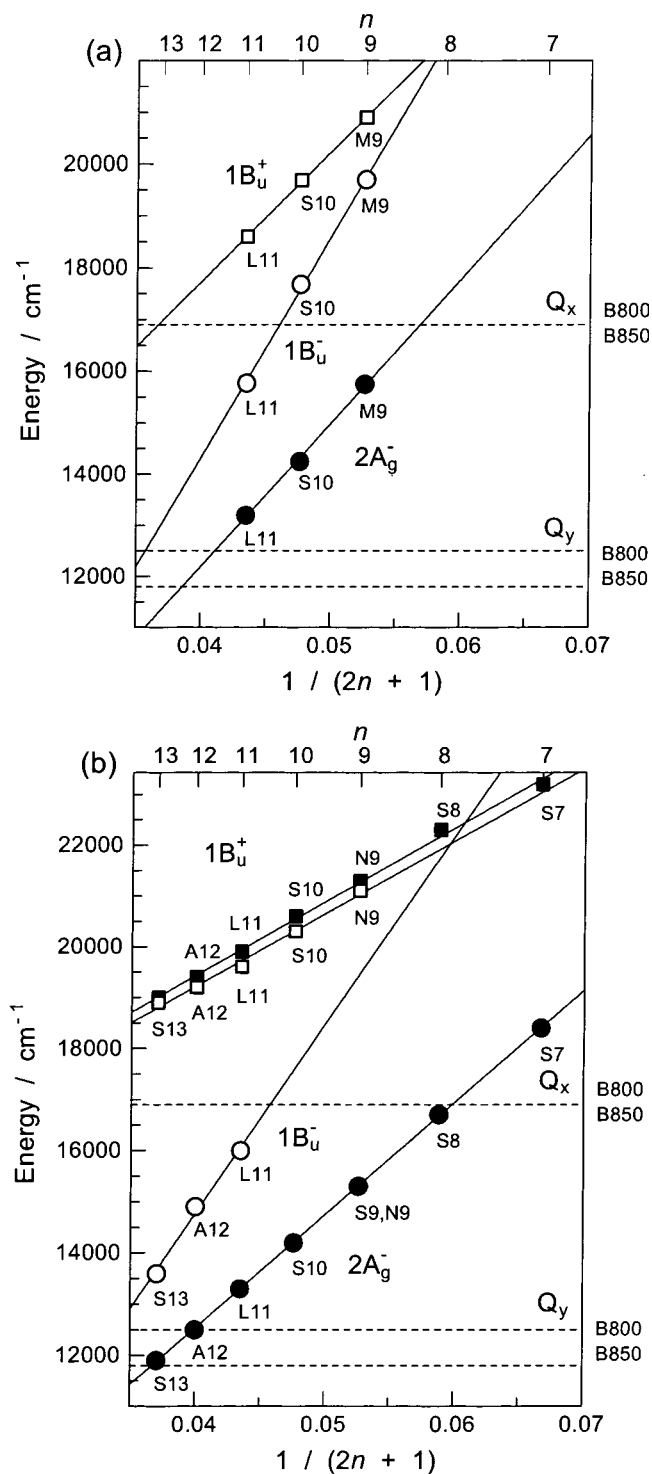 (a)
n
13 12 11 10 9 8 7
20000
18000
16000
14000
12000
Energy / cm⁻¹
1Bᵤ⁺
M9
S10
L11
M9
S10
Qₓ
B800
B850
1Bᵤ⁻
L11
M9
2A_g⁻
S10
L11
Q_y
B800
B850
0.04 0.05 0.06 0.07
1 / (2n + 1)
(b)
n
13 12 11 10 9 8 7
22000
20000
18000
16000
14000
12000
Energy / cm⁻¹
1Bᵤ⁺
S8
S7
N9
S10
N9
L11
S10
A12
L11
A12
S13
S7
Qₓ
B800
B850
1Bᵤ⁻
L11
S8
A12
S9,N9
S13
2A_g⁻
S10
L11
Q_y
B800
B850
A12
S13
0.04 0.05 0.06 0.07
1 / (2n + 1)